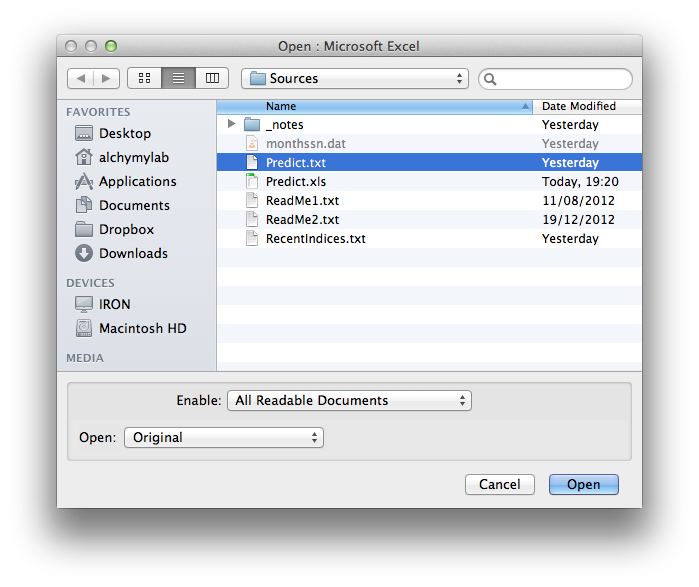 Open : Microsoft Excel
Sources
FAVORITES
Desktop
alchymylab
Applications
Documents
Dropbox
Downloads
DEVICES
IRON
Macintosh HD
MEDIA
Name Date Modified
_notes Yesterday
monthssn.dat Yesterday
Predict.txt Yesterday
Predict.xls Today, 19:20
ReadMe1.txt 11/08/2012
ReadMe2.txt 19/12/2012
RecentIndices.txt Yesterday
Enable: All Readable Documents
Open: Original
Cancel Open